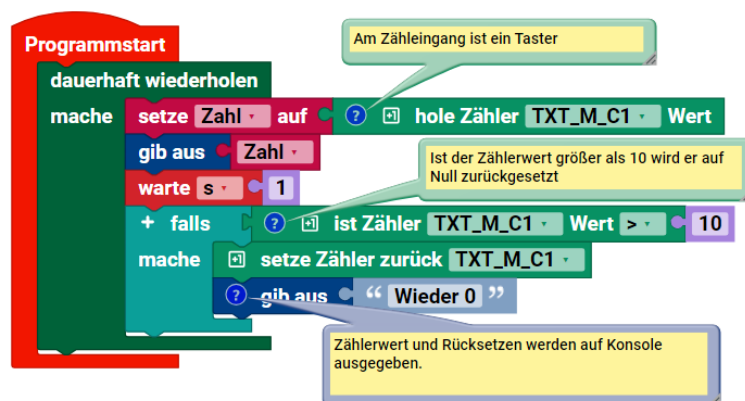 Programmstart
Am Zähleingang ist ein Taster
dauerhaft wiederholen
mache setze Zahl auf ? hole Zähler TXT_M_C1 Wert
gib aus Zahl
Ist der Zählerwert größer als 10 wird er auf
Null zurückgesetzt
warte s 1
+ falls ? ist Zähler TXT_M_C1 Wert > 10
mache setze Zähler zurück TXT_M_C1
? gib aus “ Wieder 0 ”
Zählerwert und Rücksetzen werden auf Konsole
ausgegeben.